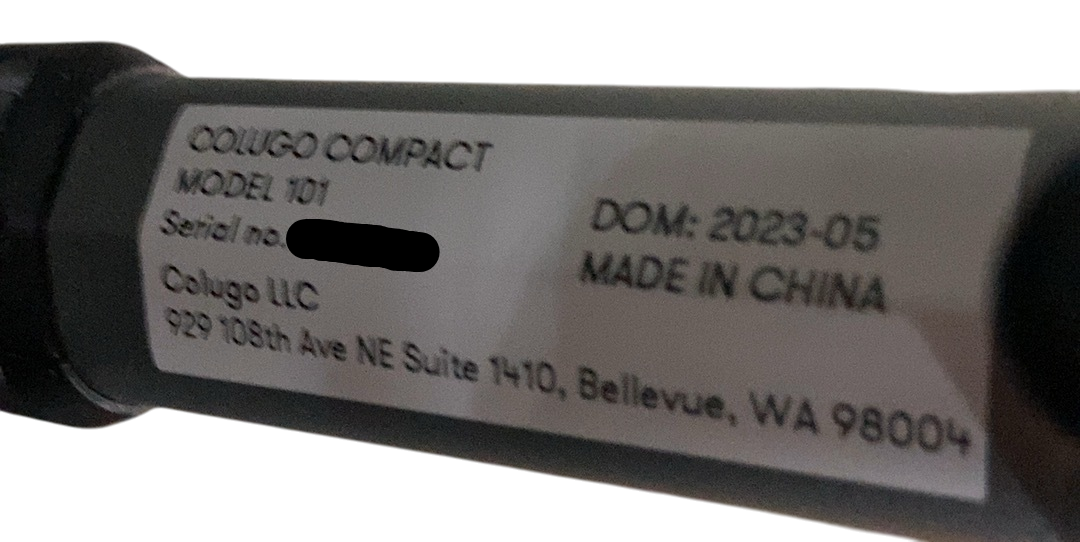 COLUGO COMPACT
MODEL 101
Serial no.
Colugo LLC
929 108th Ave NE Suite 1410, Bellevue, WA 98004
DOM: 2023-05
MADE IN CHINA